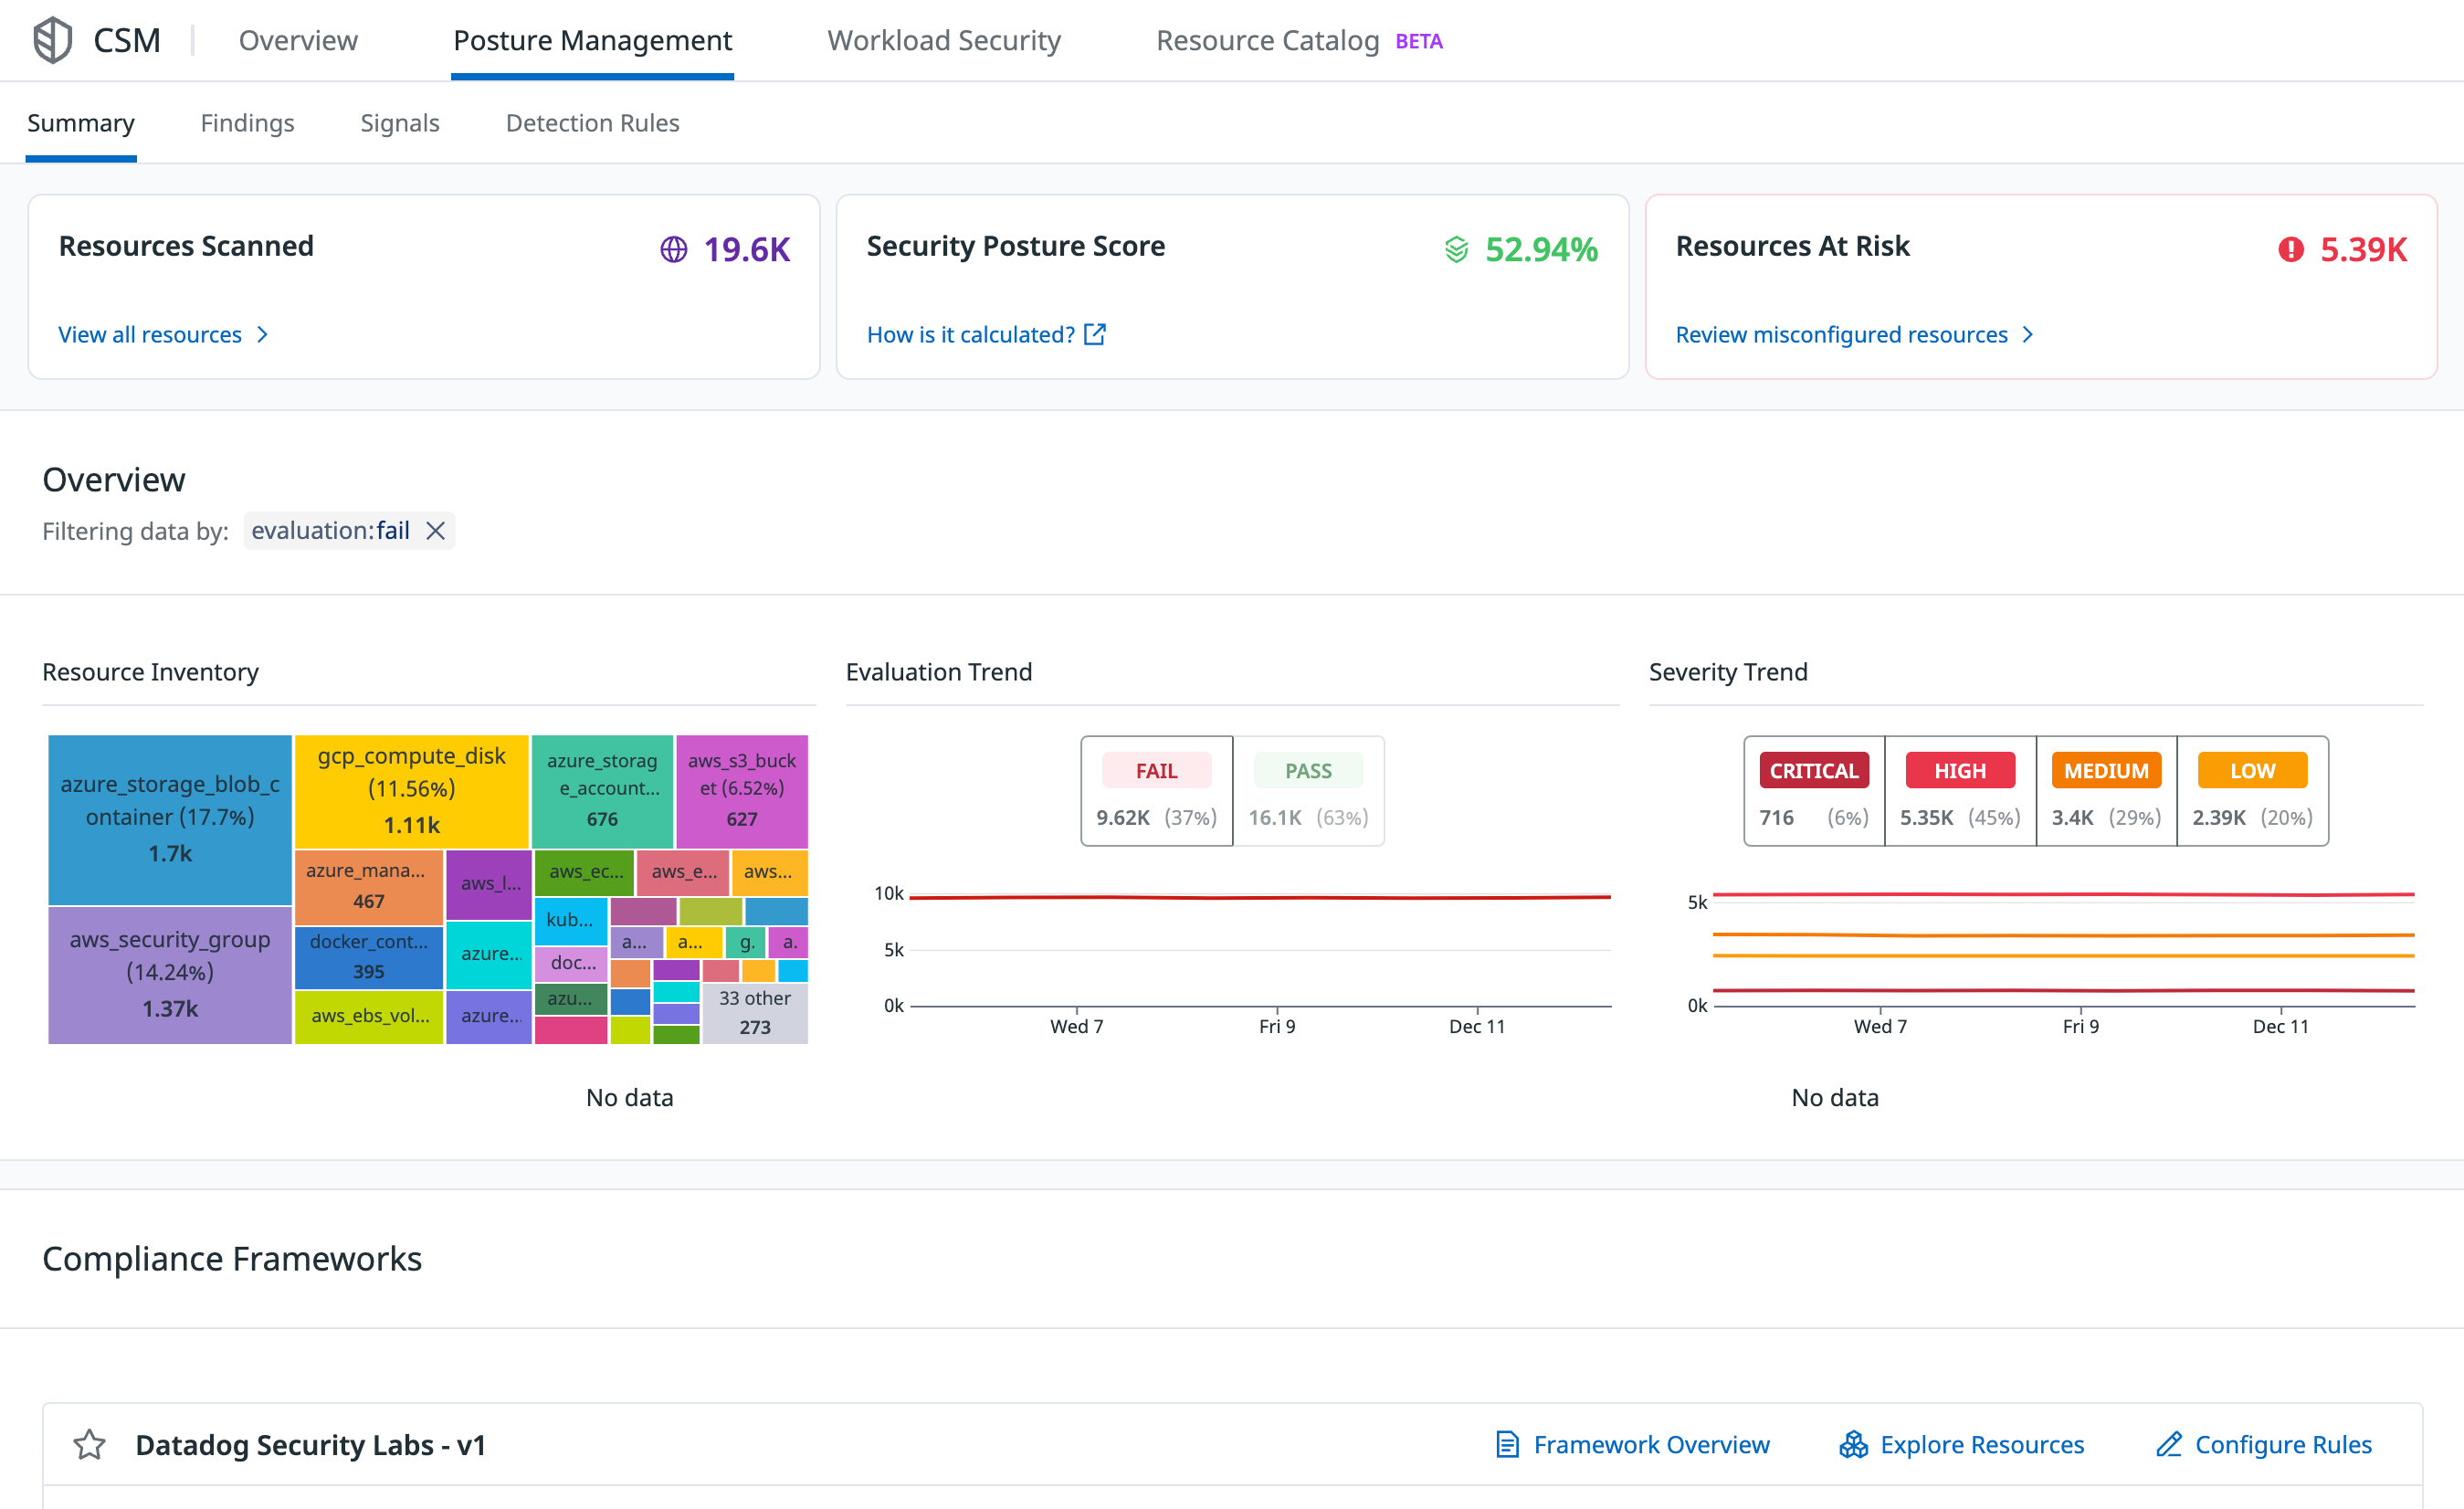 CSM
Overview
Posture Management
Workload Security
Resource Catalog BETA
Summary
Findings
Signals
Detection Rules
Resources Scanned
19.6K
View all resources
Security Posture Score
52.94%
How is it calculated?
Resources At Risk
5.39K
Review misconfigured resources
Overview
Filtering data by: evaluation:fail
Resource Inventory
azure_storage_blob_c
ontainer (17.7%)
1.7k
aws_security_group
(14.24%)
1.37k
gcp_compute_disk
(11.56%)
1.11k
azure_storag
e_account...
676
aws_s3_buck
et (6.52%)
627
azure_mana...
467
docker_cont...
395
aws_ebs_vol...
aws_l...
azure...
azure...
aws_ec...
aws_e...
aws...
kub...
doc...
azu...
a...
a...
g.
a.
33 other
273
No data
Evaluation Trend
FAIL
9.62K (37%)
PASS
16.1K (63%)
10k
5k
0k
Wed 7
Fri 9
Dec 11
Severity Trend
CRITICAL
716 (6%)
HIGH
5.35K (45%)
MEDIUM
3.4K (29%)
LOW
2.39K (20%)
5k
0k
Wed 7
Fri 9
Dec 11
No data
Compliance Frameworks
Datadog Security Labs - v1
Framework Overview
Explore Resources
Configure Rules